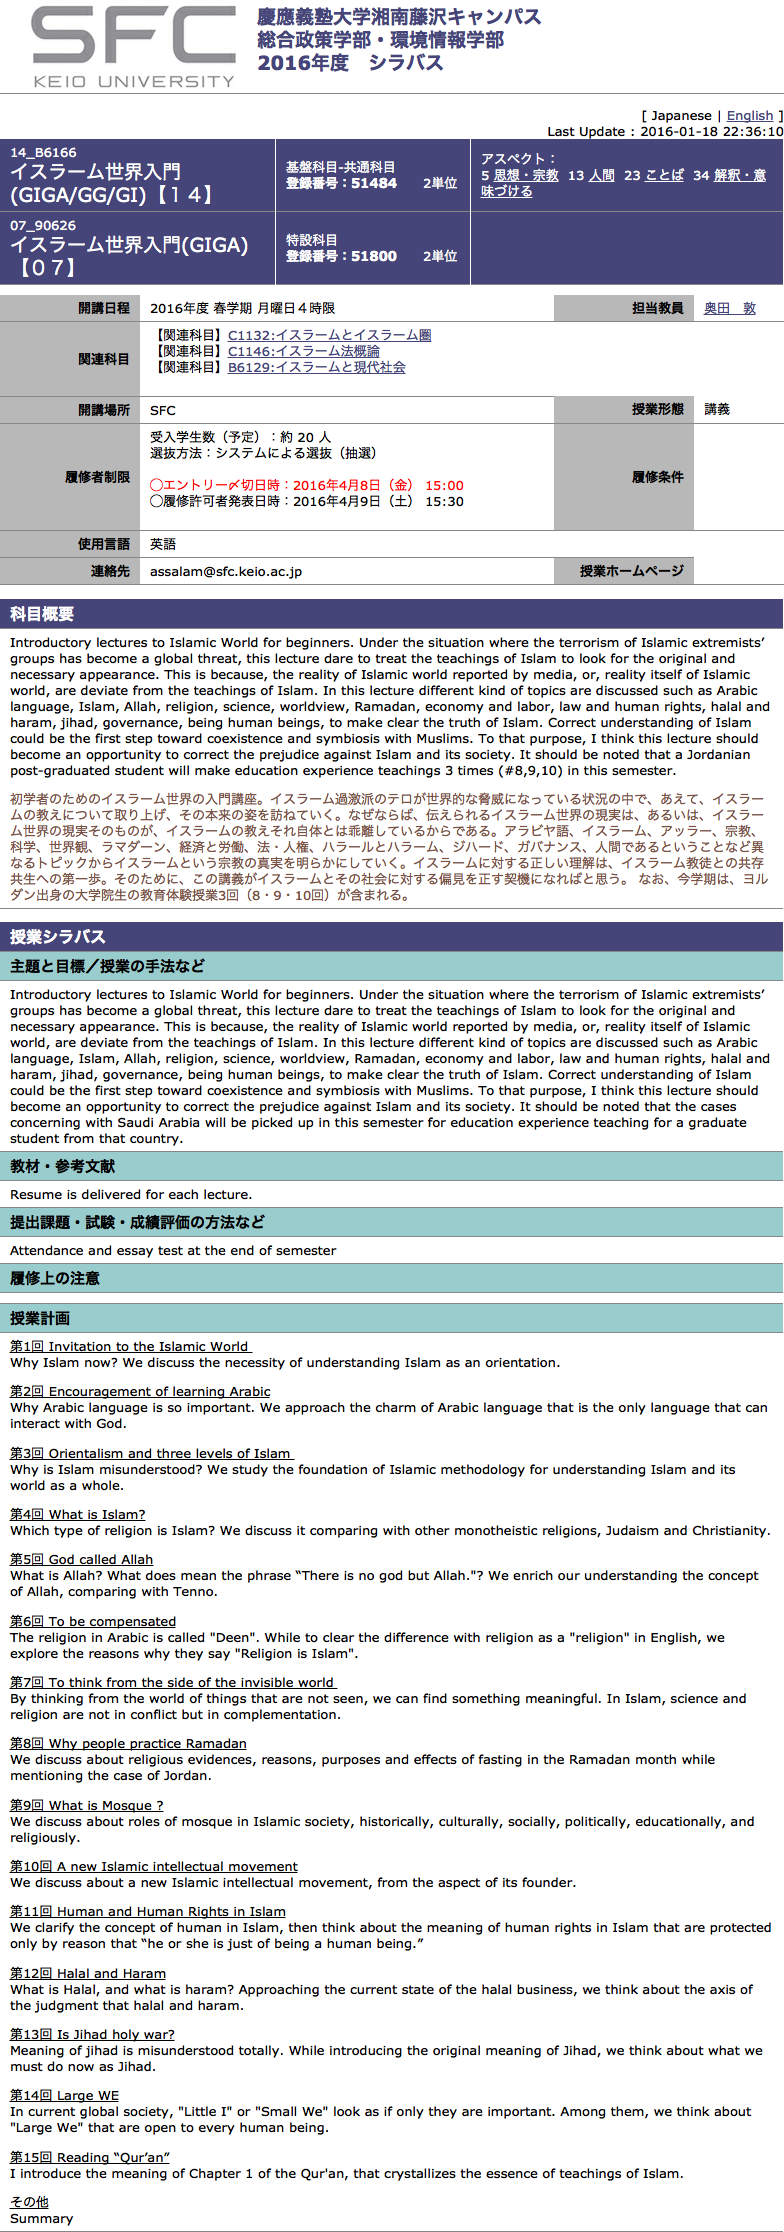 SFC
KEIO UNIVERSITY
慶應義塾大学湘南藤沢キャンパス
総合政策学部・環境情報学部
2016年度　シラバス
[ Japanese | English ]
Last Update : 2016-01-18 22:36:10
14_B6166
イスラーム世界入門
(GIGA/GG/GI)【１４】
基盤科目-共通科目
登録番号：51484 2単位
アスペクト：
5 思想・宗教 13 人間 23 ことば 34 解釈・意
味づける
07_90626
イスラーム世界入門(GIGA)
【０７】
特設科目
登録番号：51800 2単位
開講日程 2016年度 春学期 月曜日４時限 担当教員 奥田　敦
関連科目
【関連科目】C1132:イスラームとイスラーム圏
【関連科目】C1146:イスラーム法概論
【関連科目】B6129:イスラームと現代社会
開講場所 SFC 授業形態 講義
履修者制限
受入学生数（予定）：約 20 人
選抜方法：システムによる選抜（抽選）
◯エントリー〆切日時：2016年4月8日（金） 15:00
◯履修許可者発表日時：2016年4月9日（土） 15:30
履修条件
使用言語 英語
連絡先 assalam@sfc.keio.ac.jp 授業ホームページ
科目概要
Introductory lectures to Islamic World for beginners. Under the situation where the terrorism of Islamic extremists’
groups has become a global threat, this lecture dare to treat the teachings of Islam to look for the original and
necessary appearance. This is because, the reality of Islamic world reported by media, or, reality itself of Islamic
world, are deviate from the teachings of Islam. In this lecture different kind of topics are discussed such as Arabic
language, Islam, Allah, religion, science, worldview, Ramadan, economy and labor, law and human rights, halal and
haram, jihad, governance, being human beings, to make clear the truth of Islam. Correct understanding of Islam
could be the first step toward coexistence and symbiosis with Muslims. To that purpose, I think this lecture should
become an opportunity to correct the prejudice against Islam and its society. It should be noted that a Jordanian
post-graduated student will make education experience teachings 3 times (#8,9,10) in this semester.
初学者のためのイスラーム世界の入門講座。イスラーム過激派のテロが世界的な脅威になっている状況の中で、あえて、イスラー
ムの教えについて取り上げ、その本来の姿を訪ねていく。なぜならば、伝えられるイスラーム世界の現実は、あるいは、イスラー
ム世界の現実そのものが、イスラームの教えそれ自体とは乖離しているからである。アラビヤ語、イスラーム、アッラー、宗教、
科学、世界観、ラマダーン、経済と労働、法・人権、ハラールとハラーム、ジハード、ガバナンス、人間であるということなど異
なるトピックからイスラームという宗教の真実を明らかにしていく。イスラームに対する正しい理解は、イスラーム教徒との共存
共生への第一歩。そのために、この講義がイスラームとその社会に対する偏見を正す契機になればと思う。 なお、今学期は、ヨル
ダン出身の大学院生の教育体験授業3回（8・9・10回）が含まれる。
授業シラバス
主題と目標／授業の手法など
Introductory lectures to Islamic World for beginners. Under the situation where the terrorism of Islamic extremists’
groups has become a global threat, this lecture dare to treat the teachings of Islam to look for the original and
necessary appearance. This is because, the reality of Islamic world reported by media, or, reality itself of Islamic
world, are deviate from the teachings of Islam. In this lecture different kind of topics are discussed such as Arabic
language, Islam, Allah, religion, science, worldview, Ramadan, economy and labor, law and human rights, halal and
haram, jihad, governance, being human beings, to make clear the truth of Islam. Correct understanding of Islam
could be the first step toward coexistence and symbiosis with Muslims. To that purpose, I think this lecture should
become an opportunity to correct the prejudice against Islam and its society. It should be noted that the cases
concerning with Saudi Arabia will be picked up in this semester for education experience teaching for a graduate
student from that country.
教材・参考文献
Resume is delivered for each lecture.
提出課題・試験・成績評価の方法など
Attendance and essay test at the end of semester
履修上の注意
授業計画
第1回 Invitation to the Islamic World
Why Islam now? We discuss the necessity of understanding Islam as an orientation.
第2回 Encouragement of learning Arabic
Why Arabic language is so important. We approach the charm of Arabic language that is the only language that can
interact with God.
第3回 Orientalism and three levels of Islam
Why is Islam misunderstood? We study the foundation of Islamic methodology for understanding Islam and its
world as a whole.
第4回 What is Islam?
Which type of religion is Islam? We discuss it comparing with other monotheistic religions, Judaism and Christianity.
第5回 God called Allah
What is Allah? What does mean the phrase “There is no god but Allah."? We enrich our understanding the concept
of Allah, comparing with Tenno.
第6回 To be compensated
The religion in Arabic is called "Deen". While to clear the difference with religion as a "religion" in English, we
explore the reasons why they say "Religion is Islam".
第7回 To think from the side of the invisible world
By thinking from the world of things that are not seen, we can find something meaningful. In Islam, science and
religion are not in conflict but in complementation.
第8回 Why people practice Ramadan
We discuss about religious evidences, reasons, purposes and effects of fasting in the Ramadan month while
mentioning the case of Jordan.
第9回 What is Mosque ?
We discuss about roles of mosque in Islamic society, historically, culturally, socially, politically, educationally, and
religiously.
第10回 A new Islamic intellectual movement
We discuss about a new Islamic intellectual movement, from the aspect of its founder.
第11回 Human and Human Rights in Islam
We clarify the concept of human in Islam, then think about the meaning of human rights in Islam that are protected
only by reason that “he or she is just of being a human being.”
第12回 Halal and Haram
What is Halal, and what is haram? Approaching the current state of the halal business, we think about the axis of
the judgment that halal and haram.
第13回 Is Jihad holy war?
Meaning of jihad is misunderstood totally. While introducing the original meaning of Jihad, we think about what we
must do now as Jihad.
第14回 Large WE
In current global society, "Little I" or "Small We" look as if only they are important. Among them, we think about
"Large We" that are open to every human being.
第15回 Reading “Qur’an”
I introduce the meaning of Chapter 1 of the Qur'an, that crystallizes the essence of teachings of Islam.
その他
Summary